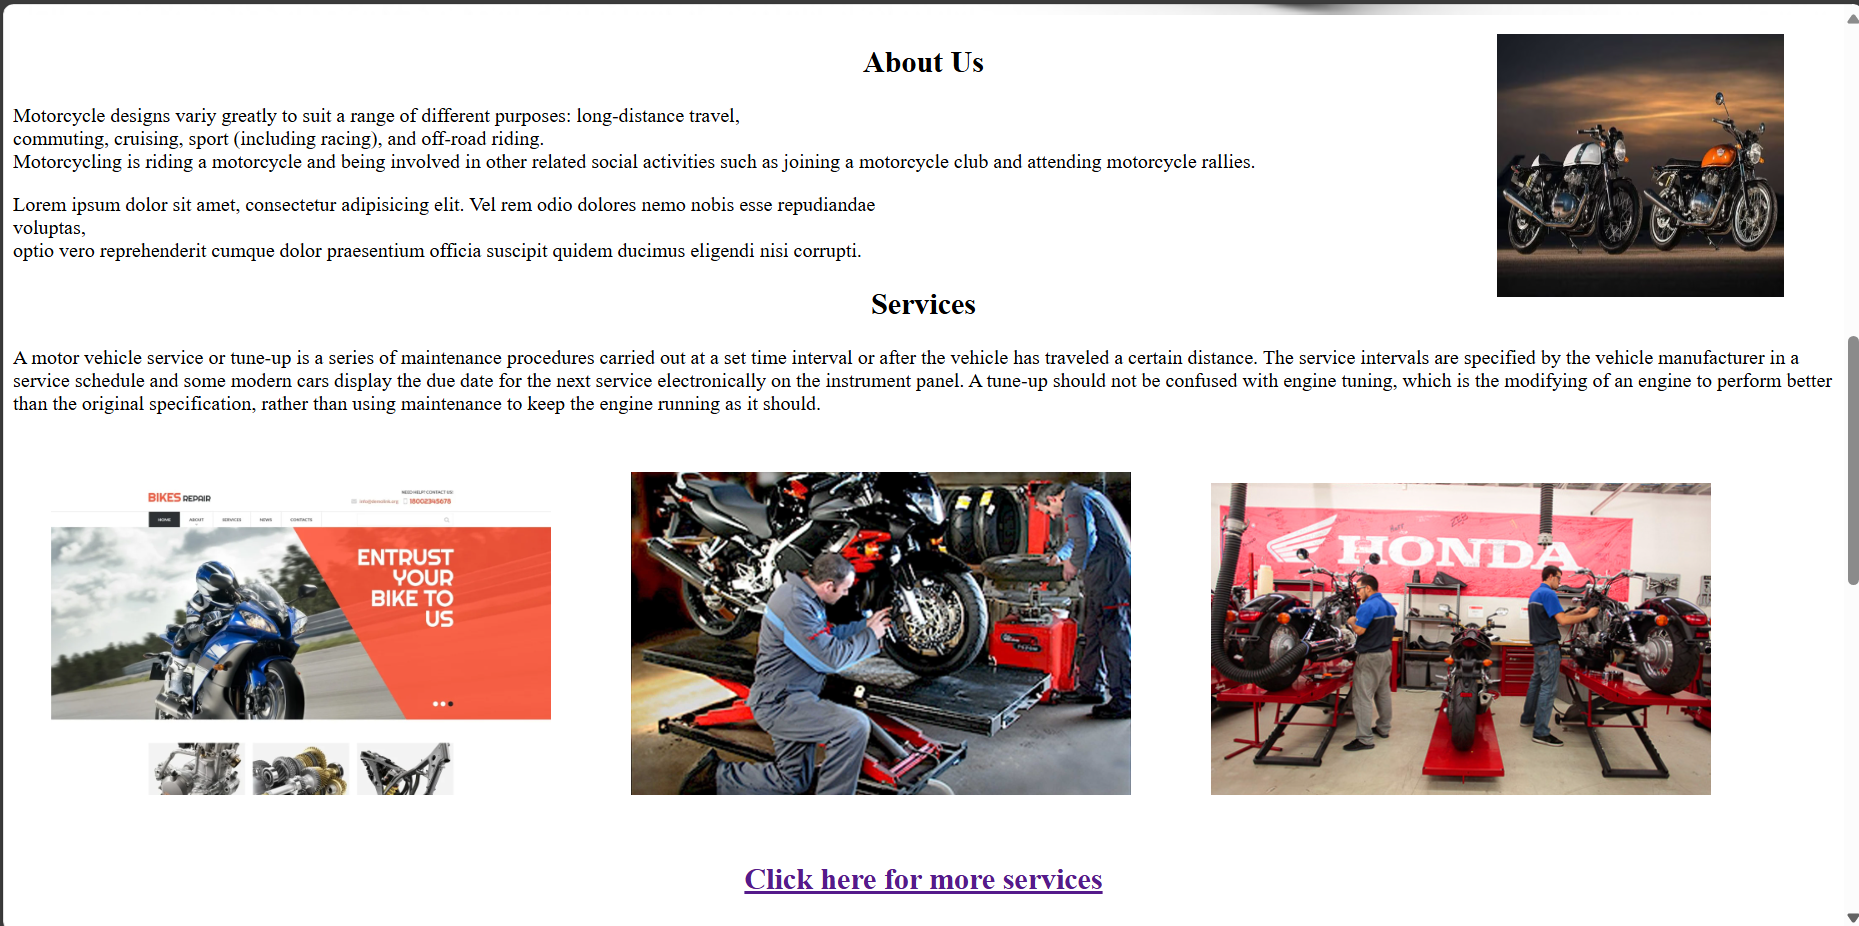 About Us
Motorcycle designs variy greatly to suit a range of different purposes: long-distance travel,
commuting, cruising, sport (including racing), and off-road riding.
Motorcycling is riding a motorcycle and being involved in other related social activities such as joining a motorcycle club and attending motorcycle rallies.
Lorem ipsum dolor sit amet, consectetur adipisicing elit. Vel rem odio dolores nemo nobis esse repudiandae
voluptas,
optio vero reprehenderit cumque dolor praesentium officia suscipit quidem ducimus eligendi nisi corrupti.
Services
A motor vehicle service or tune-up is a series of maintenance procedures carried out at a set time interval or after the vehicle has traveled a certain distance. The service intervals are specified by the vehicle manufacturer in a
service schedule and some modern cars display the due date for the next service electronically on the instrument panel. A tune-up should not be confused with engine tuning, which is the modifying of an engine to perform better
than the original specification, rather than using maintenance to keep the engine running as it should.
BIKES REPAIR
NEED HELP? CONTACT US!
18002345678
HOME ABOUT SERVICES NEWS CONTACTS
ENTRUST
YOUR
BIKE TO
US
HONDA
Click here for more services